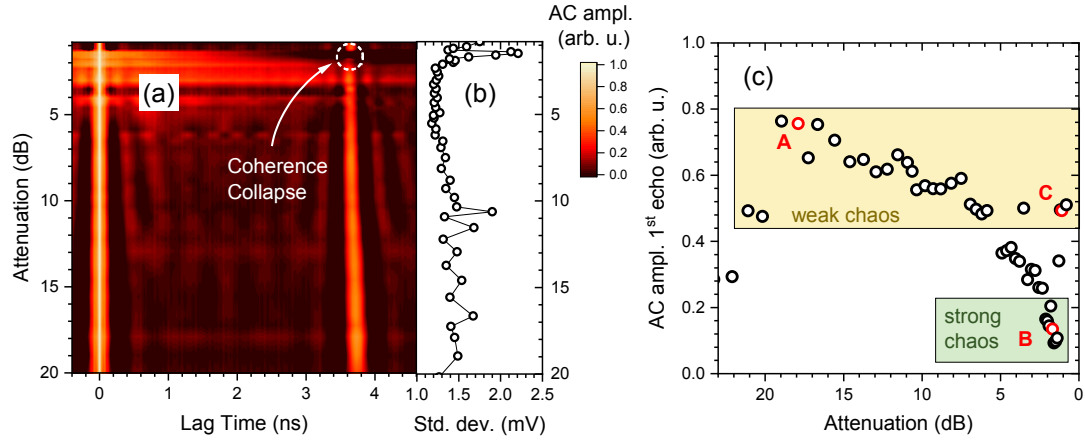 AC ampl.
(arb. u.)
1.0
0.8
0.6
0.4
0.2
0.0
(a)
Coherence
Collapse
5
10
15
20
Attenuation (dB)
0
1
2
3
4
Lag Time (ns)
(b)
5
10
15
20
1.0
1.5
2.0
2.5
Std. dev. (mV)
(c)
1.0
0.8
0.6
0.4
0.2
0.0
AC ampl. 1st echo (arb. u.)
A
C
weak chaos
strong
chaos
B
20
15
10
5
0
Attenuation (dB)